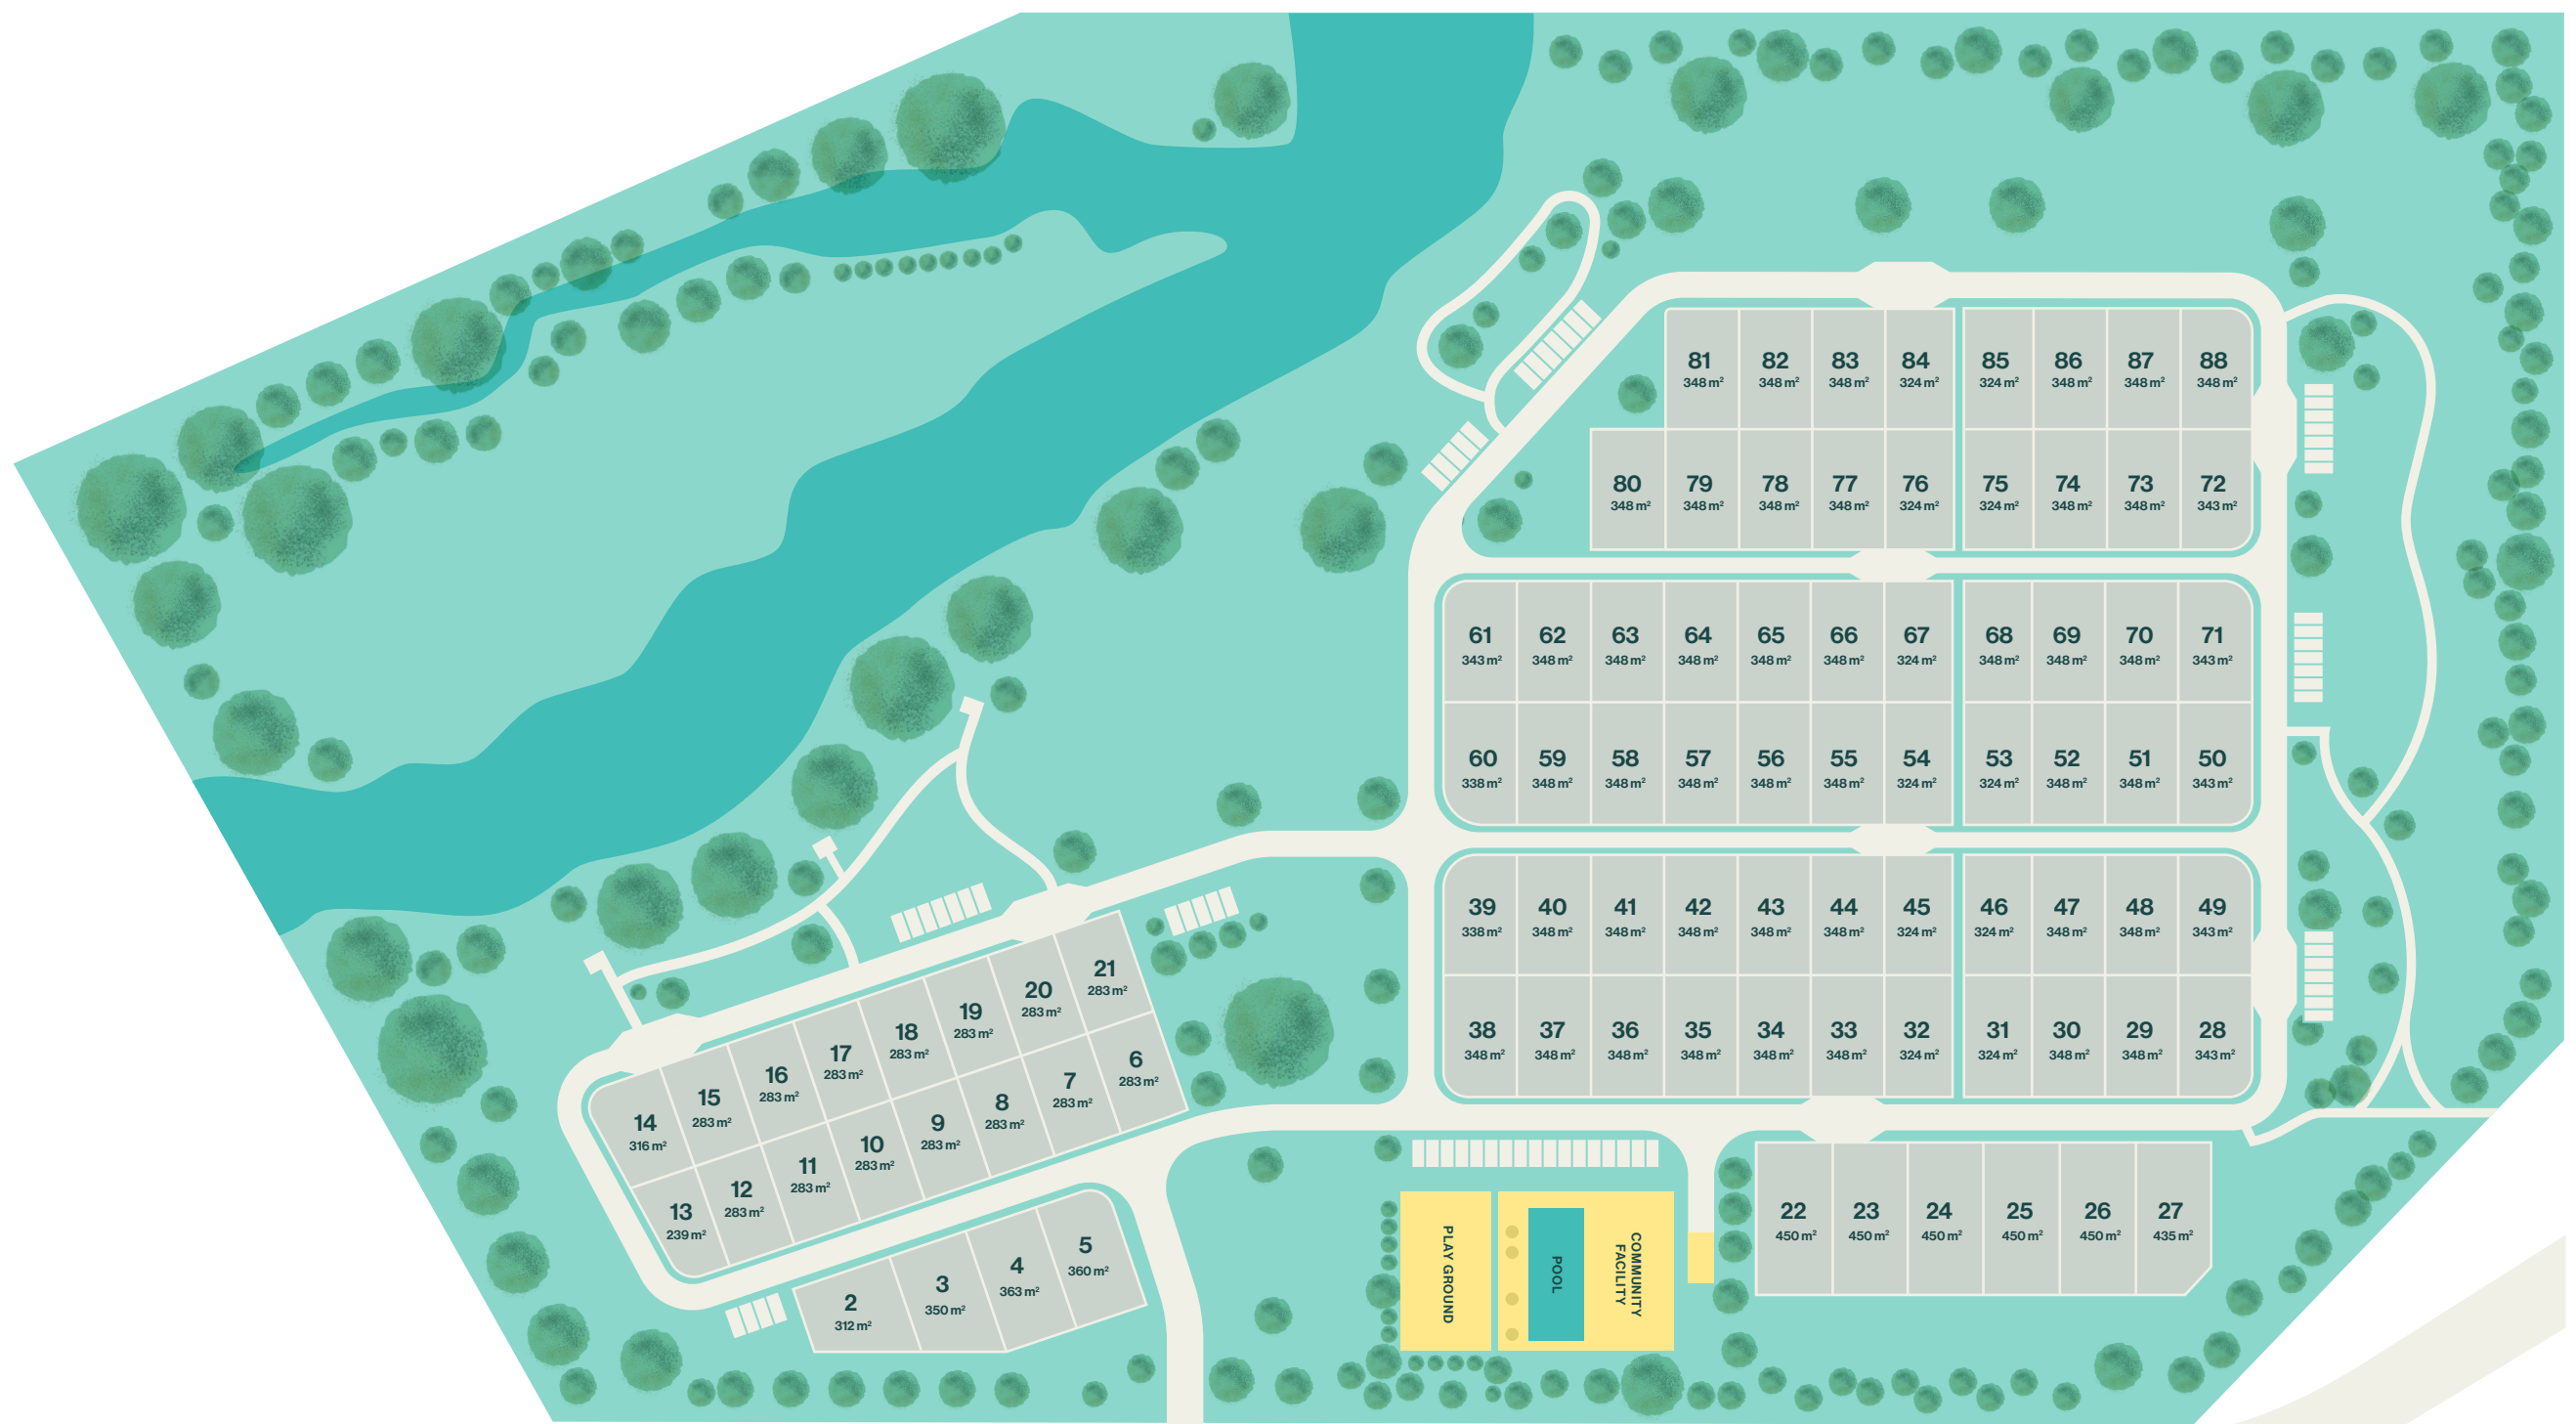 81
348 m²
82
348 m²
83
348 m²
84
324 m²
85
324 m²
86
348 m²
87
348 m²
88
348 m²
80
348 m²
79
348 m²
78
348 m²
77
348 m²
76
324 m²
75
324 m²
74
348 m²
73
348 m²
72
343 m²
61
343 m²
62
348 m²
63
348 m²
64
348 m²
65
348 m²
66
348 m²
67
324 m²
68
348 m²
69
348 m²
70
348 m²
71
343 m²
60
338 m²
59
348 m²
58
348 m²
57
348 m²
56
348 m²
55
348 m²
54
324 m²
53
324 m²
52
348 m²
51
348 m²
50
343 m²
39
338 m²
40
348 m²
41
348 m²
42
348 m²
43
348 m²
44
348 m²
45
324 m²
46
324 m²
47
348 m²
48
348 m²
49
343 m²
38
348 m²
37
348 m²
36
348 m²
35
348 m²
34
348 m²
33
348 m²
32
324 m²
31
324 m²
30
348 m²
29
348 m²
28
343 m²
14
316 m²
15
283 m²
16
283 m²
17
283 m²
18
283 m²
19
283 m²
20
283 m²
21
283 m²
13
239 m²
12
283 m²
11
283 m²
10
283 m²
9
283 m²
8
283 m²
7
283 m²
6
283 m²
2
312 m²
3
350 m²
4
363 m²
5
360 m²
PLAY GROUND
POOL
COMMUNITY
FACILITY
22
450 m²
23
450 m²
24
450 m²
25
450 m²
26
450 m²
27
435 m²